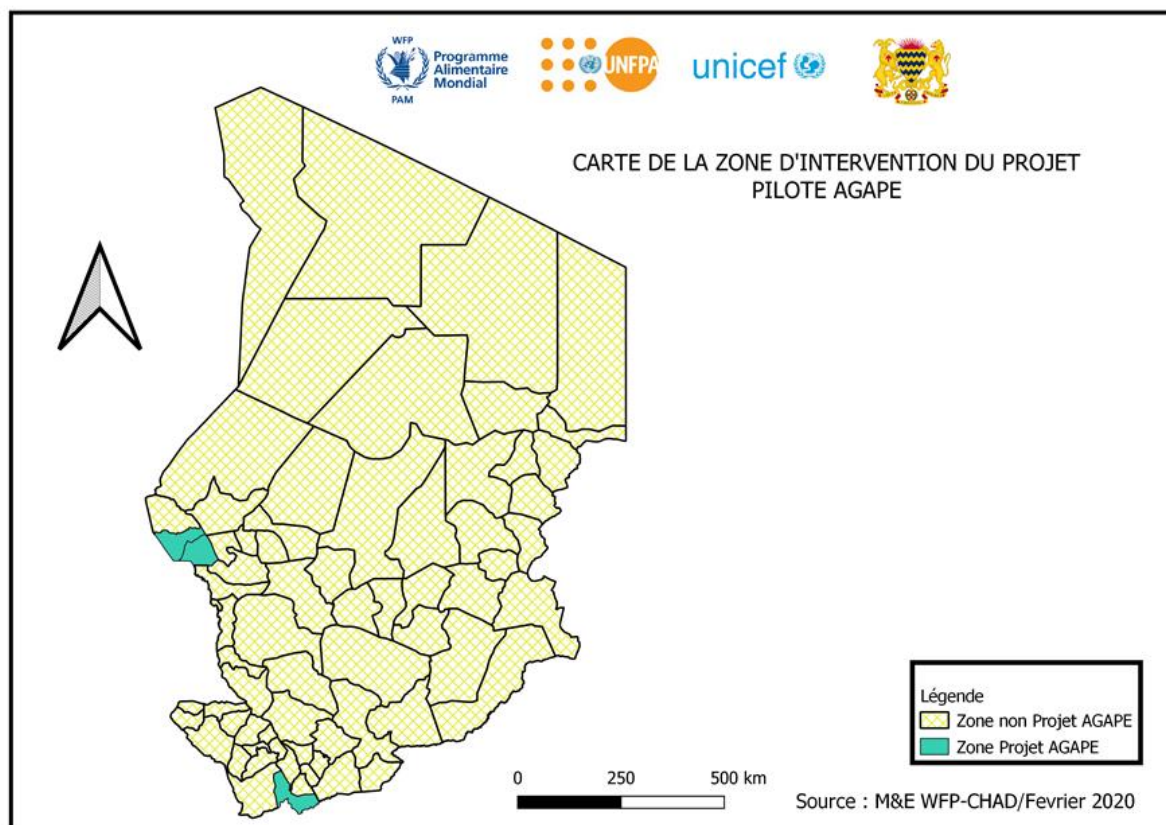 WFP
Programme
Alimentaire
Mondial
PAM
UNFPA
unicef
CARTE DE LA ZONE D'INTERVENTION DU PROJET
PILOTE AGAPE
Légende
Zone non Projet AGAPE
Zone Projet AGAPE
0 250 500 km
Source : M&E WFP-CHAD/Fevrier 2020